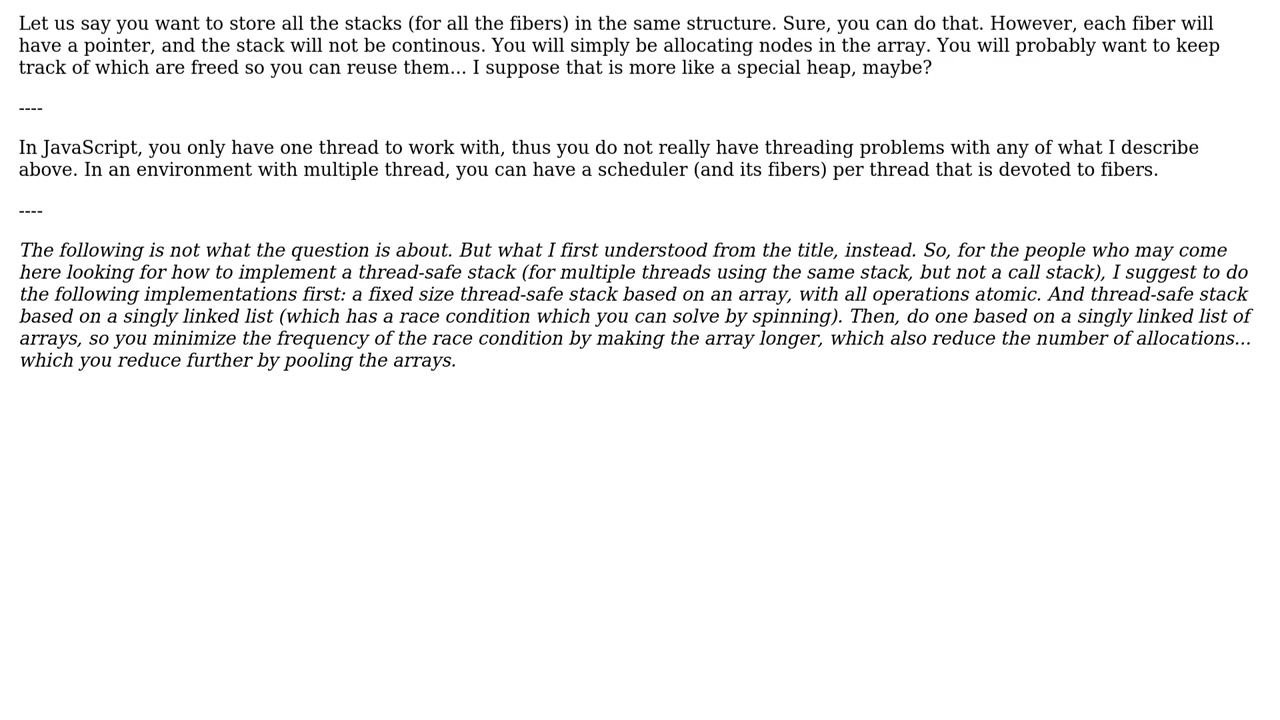 Let us say you want to store all the stacks (for all the fibers) in the same structure. Sure, you can do that. However, each fiber will
have a pointer, and the stack will not be continous. You will simply be allocating nodes in the array. You will probably want to keep
track of which are freed so you can reuse them... I suppose that is more like a special heap, maybe?
----
In JavaScript, you only have one thread to work with, thus you do not really have threading problems with any of what I describe
above. In an environment with multiple thread, you can have a scheduler (and its fibers) per thread that is devoted to fibers.
----
The following is not what the question is about. But what I first understood from the title, instead. So, for the people who may come
here looking for how to implement a thread-safe stack (for multiple threads using the same stack, but not a call stack), I suggest to do
the following implementations first: a fixed size thread-safe stack based on an array, with all operations atomic. And thread-safe stack
based on a singly linked list (which has a race condition which you can solve by spinning). Then, do one based on a singly linked list of
arrays, so you minimize the frequency of the race condition by making the array longer, which also reduce the number of allocations...
which you reduce further by pooling the arrays.